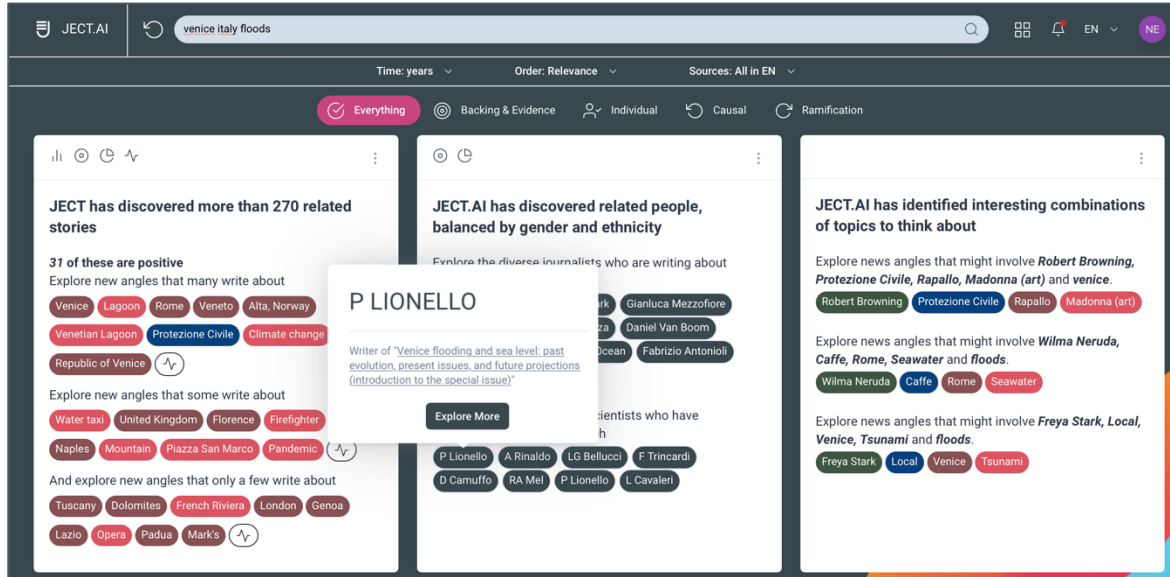 JECT.AI
venice italy floods
EN
NE
Time: years
Order: Relevance
Sources: All in EN
Everything
Backing & Evidence
Individual
Causal
Ramification
JECT has discovered more than 270 related
stories
31 of these are positive
Explore new angles that many write about
Venice Lagoon Rome Veneto Alta, Norway
Venetian Lagoon Protezione Civile Climate change
Republic of Venice
Explore new angles that some write about
Water taxi United Kingdom Florence Firefighter
Naples Mountain Piazza San Marco Pandemic
And explore new angles that only a few write about
Tuscany Dolomites French Riviera London Genoa
Lazio Opera Padua Mark's
JECT.AI has discovered related people,
balanced by gender and ethnicity
Explore the diverse journalists who are writing about
Gianluca Mezzofiore
Daniel Van Boom
Ocean Fabrizio Antonioli
P LIONELLO
Writer of "Venice flooding and sea level: past
evolution, present issues, and future projections
(introduction to the special issue)"
Explore More
who have
P Lionello A Rinaldo LG Bellucci F Trincardi
D Camuffo RA Mel P Lionello L Cavaleri
JECT.AI has identified interesting combinations
of topics to think about
Explore news angles that might involve Robert Browning,
Protezione Civile, Rapallo, Madonna (art) and venice.
Robert Browning Protezione Civile Rapallo Madonna (art)
Explore news angles that might involve Wilma Neruda,
Caffe, Rome, Seawater and floods.
Wilma Neruda Caffe Rome Seawater
Explore news angles that might involve Freya Stark, Local,
Venice, Tsunami and floods.
Freya Stark Local Venice Tsunami